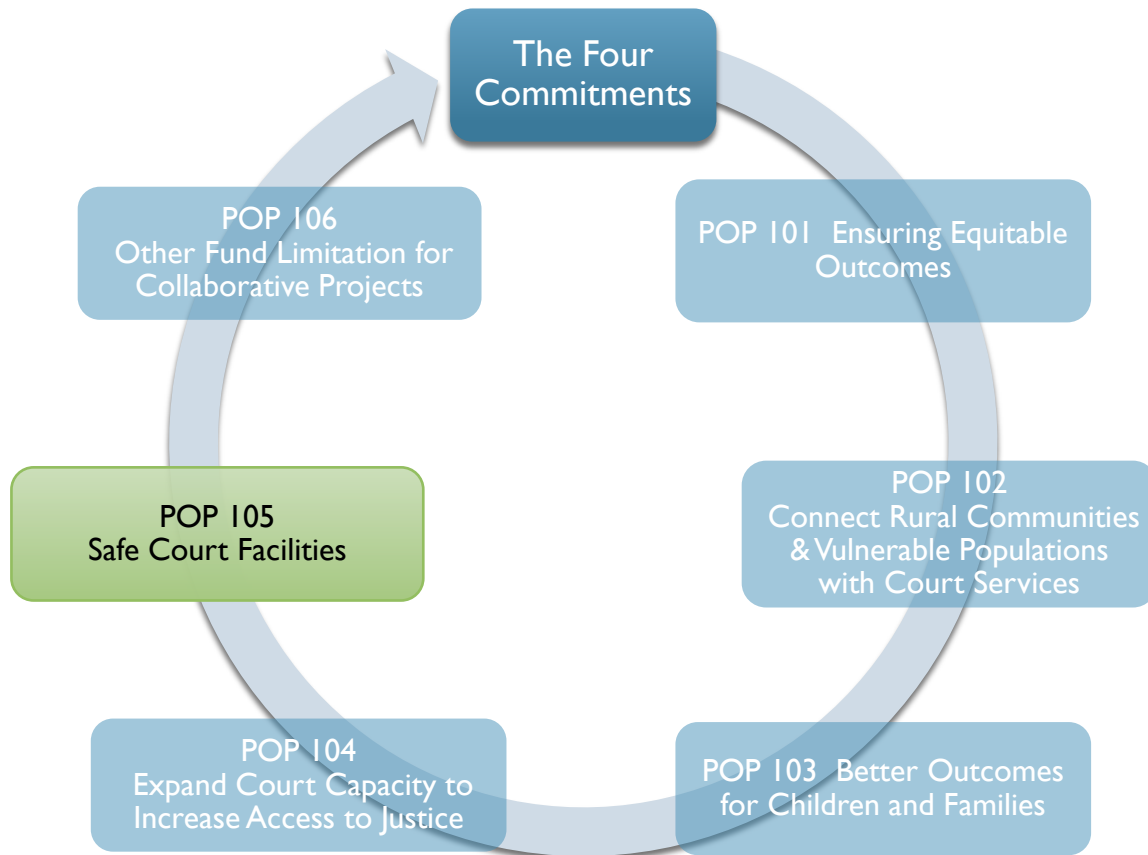 The Four
Commitments
POP 101 Ensuring Equitable
Outcomes
POP 102
Connect Rural Communities
& Vulnerable Populations
with Court Services
POP 103 Better Outcomes
for Children and Families
POP 104
Expand Court Capacity to
Increase Access to Justice
POP 105
Safe Court Facilities
POP 106
Other Fund Limitation for
Collaborative Projects